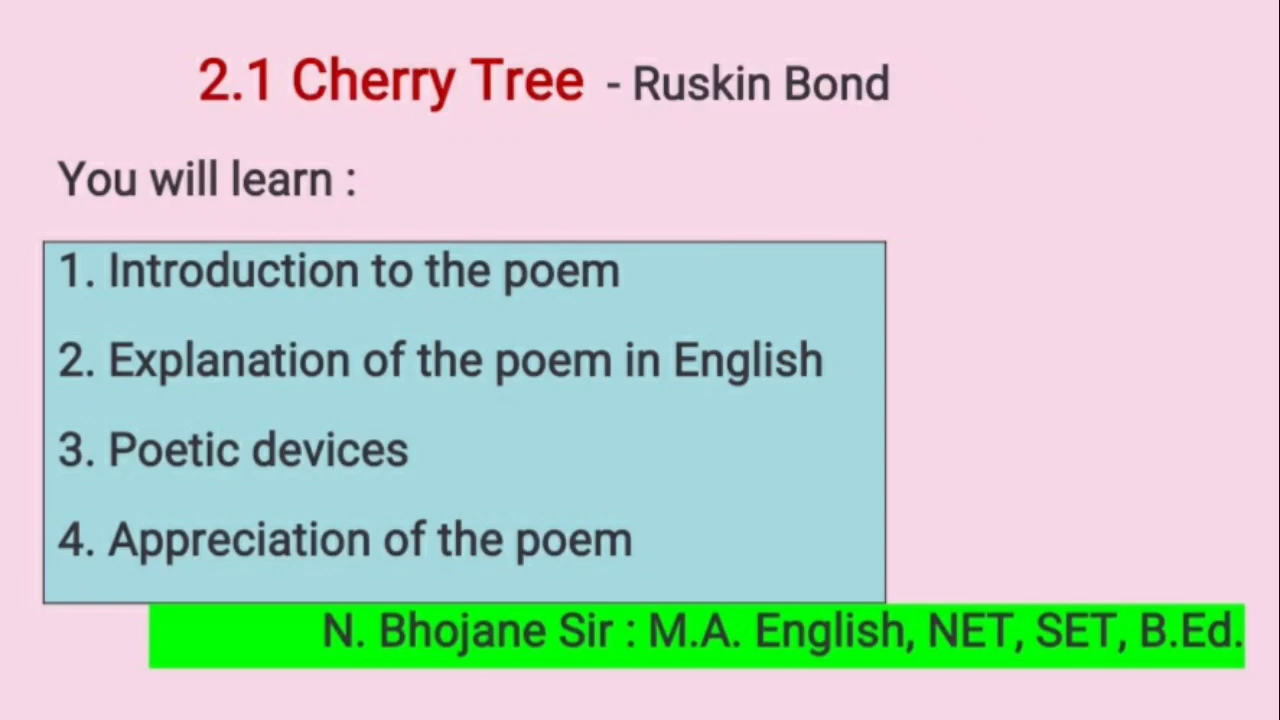 2.1 Cherry Tree - Ruskin Bond
You will learn :
1. Introduction to the poem
2. Explanation of the poem in English
3. Poetic devices
4. Appreciation of the poem
N. Bhojane Sir : M.A. English, NET, SET, B.Ed.